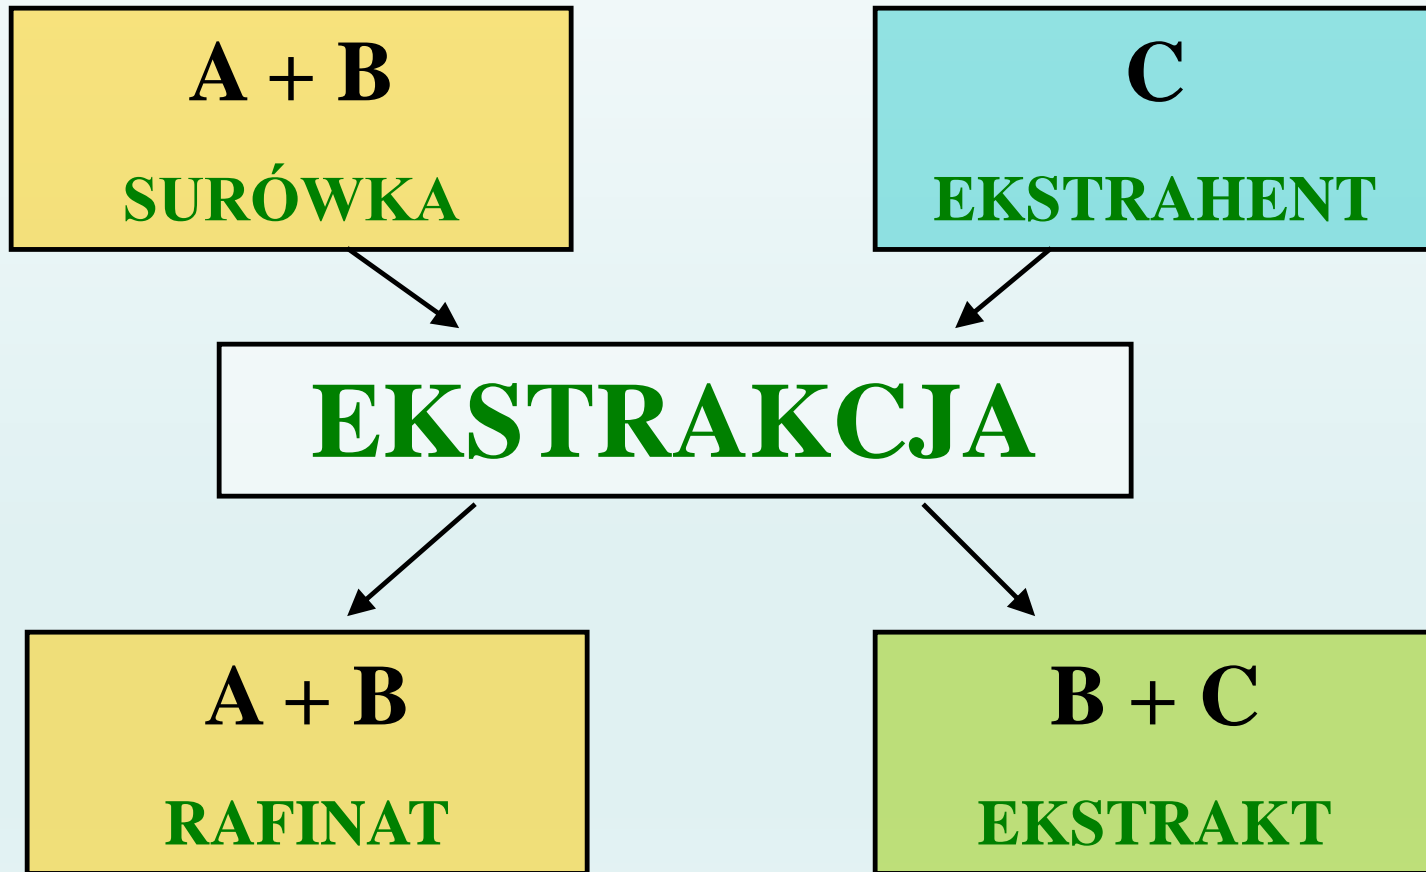 A + B
SURÓWKA
C
EKSTRAHENT
EKSTRAKCJA
A + B
RAFINAT
B + C
EKSTRAKT